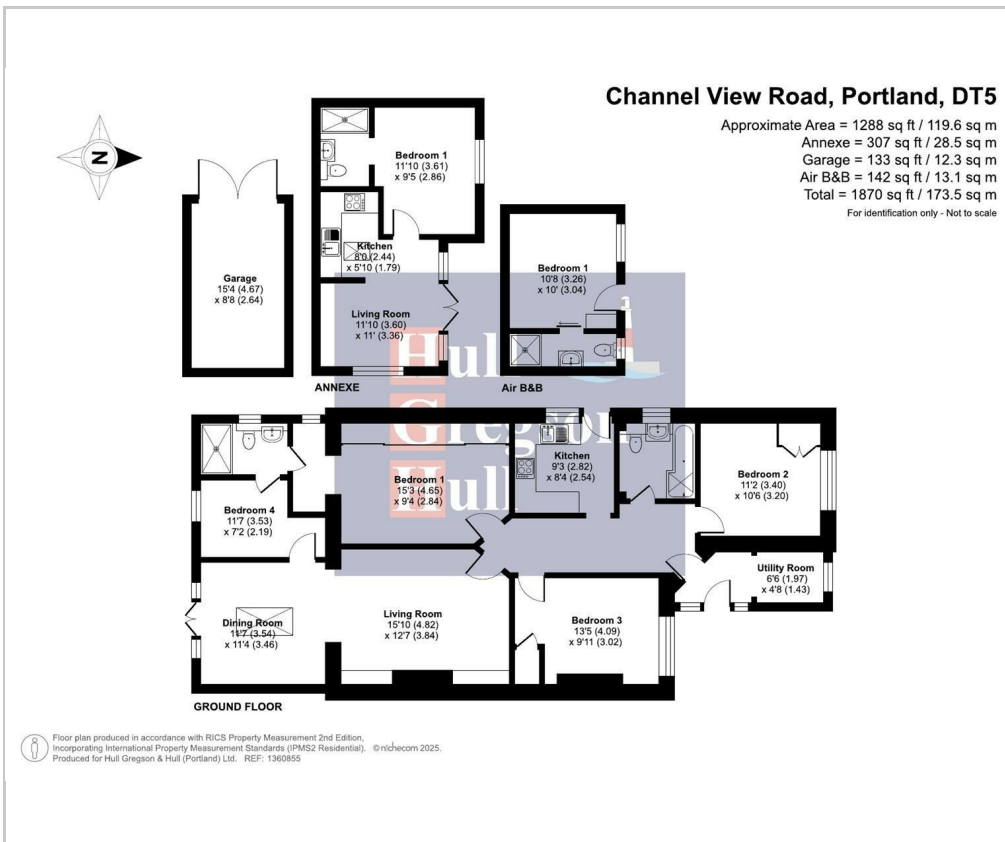 Channel View Road, Portland, DT5
Approximate Area = 1288 sq ft / 119.6 sq m
Annexe = 307 sq ft / 28.5 sq m
Garage = 133 sq ft / 12.3 sq m
Air B&B = 142 sq ft / 13.1 sq m
Total = 1870 sq ft / 173.5 sq m
For identification only - Not to scale
N
Bedroom 1
11'10 (3.61)
x 9'5 (2.86)
Kitchen
8'0 (2.44)
x 5'10 (1.79)
Garage
15'4 (4.67)
x 8'8 (2.64)
Bedroom 1
10'8 (3.26)
x 10' (3.04)
Living Room
11'10 (3.60)
x 11' (3.36)
ANNEXE
Air B&B
Hull
Gregson
Hull
Kitchen
9'3 (2.82)
x 8'4 (2.54)
Bedroom 1
15'3 (4.65)
x 9'4 (2.84)
Bedroom 2
11'2 (3.40)
x 10'6 (3.20)
Bedroom 4
11'7 (3.53)
x 7'2 (2.19)
Utility Room
6'6 (1.97)
x 4'8 (1.43)
Dining Room
11'7 (3.54)
x 11'4 (3.46)
Living Room
15'10 (4.82)
x 12'7 (3.84)
Bedroom 3
13'5 (4.09)
x 9'11 (3.02)
GROUND FLOOR
Floor plan produced in accordance with RICS Property Measurement 2nd Edition,
Incorporating International Property Measurement Standards (IPMS2 Residential). © nichecom 2025.
Produced for Hull Gregson & Hull (Portland) Ltd. REF: 1360855